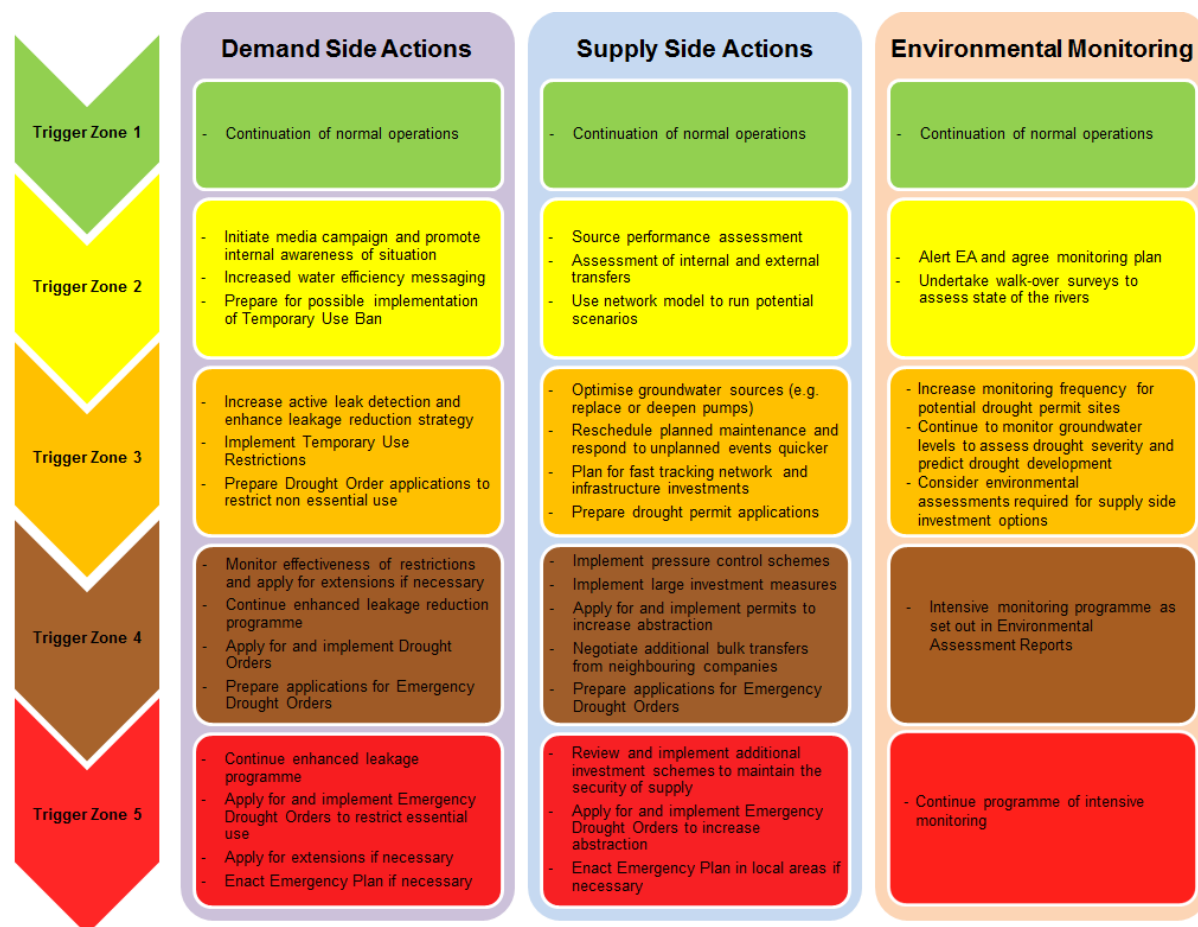 Demand Side Actions
Supply Side Actions
Environmental Monitoring
Trigger Zone 1
- Continuation of normal operations
- Continuation of normal operations
- Continuation of normal operations
Trigger Zone 2
- Initiate media campaign and promote
internal awareness of situation
- Increased water efficiency messaging
- Prepare for possible implementation
of Temporary Use Ban
- Source performance assessment
- Assessment of internal and external
transfers
- Use network model to run potential
scenarios
- Alert EA and agree monitoring plan
- Undertake walk-over surveys to
assess state of the rivers
Trigger Zone 3
- Increase active leak detection and
enhance leakage reduction strategy
- Implement Temporary Use
Restrictions
- Prepare Drought Order applications to
restrict non essential use
- Optimise groundwater sources (e.g.
replace or deepen pumps)
- Reschedule planned maintenance and
respond to unplanned events quicker
- Plan for fast tracking network and
infrastructure investments
- Prepare drought permit applications
- Increase monitoring frequency for
potential drought permit sites
- Continue to monitor groundwater
levels to assess drought severity and
predict drought development
- Consider environmental
assessments required for supply side
investment options
Trigger Zone 4
- Monitor effectiveness of restrictions
and apply for extensions if necessary
- Continue enhanced leakage reduction
programme
- Apply for and implement Drought
Orders
- Prepare applications for Emergency
Drought Orders
- Implement pressure control schemes
- Implement large investment measures
- Apply for and implement permits to
increase abstraction
- Negotiate additional bulk transfers
from neighbouring companies
- Prepare applications for Emergency
Drought Orders
- Intensive monitoring programme as
set out in Environmental
Assessment Reports
Trigger Zone 5
- Continue enhanced leakage
programme
- Apply for and implement Emergency
Drought Orders to restrict essential
use
- Apply for extensions if necessary
- Enact Emergency Plan if necessary
- Review and implement additional
investment schemes to maintain the
security of supply
- Apply for and implement Emergency
Drought Orders to increase
abstraction
- Enact Emergency Plan in local areas if
necessary
- Continue programme of intensive
monitoring